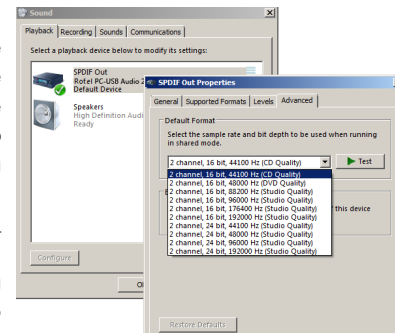 Sound
Playback Recording Sounds Communications
Select a playback device below to modify its settings:
SPDIF Out
Rotel PC-USB Audio 2
Default Device
Speakers
High Definition Audi
Ready
Configure
SPDIF Out Properties
General Supported Formats Levels Advanced
Default Format
Select the sample rate and bit depth to be used when running
in shared mode.
2 channel, 16 bit, 44100 Hz (CD Quality)
Test
2 channel, 16 bit, 44100 Hz (CD Quality)
2 channel, 16 bit, 48000 Hz (DVD Quality)
2 channel, 16 bit, 88200 Hz (Studio Quality)
2 channel, 16 bit, 96000 Hz (Studio Quality)
2 channel, 16 bit, 176400 Hz (Studio Quality)
2 channel, 16 bit, 192000 Hz (Studio Quality)
2 channel, 24 bit, 44100 Hz (Studio Quality)
2 channel, 24 bit, 48000 Hz (Studio Quality)
2 channel, 24 bit, 96000 Hz (Studio Quality)
2 channel, 24 bit, 192000 Hz (Studio Quality)
this device
Restore Defaults